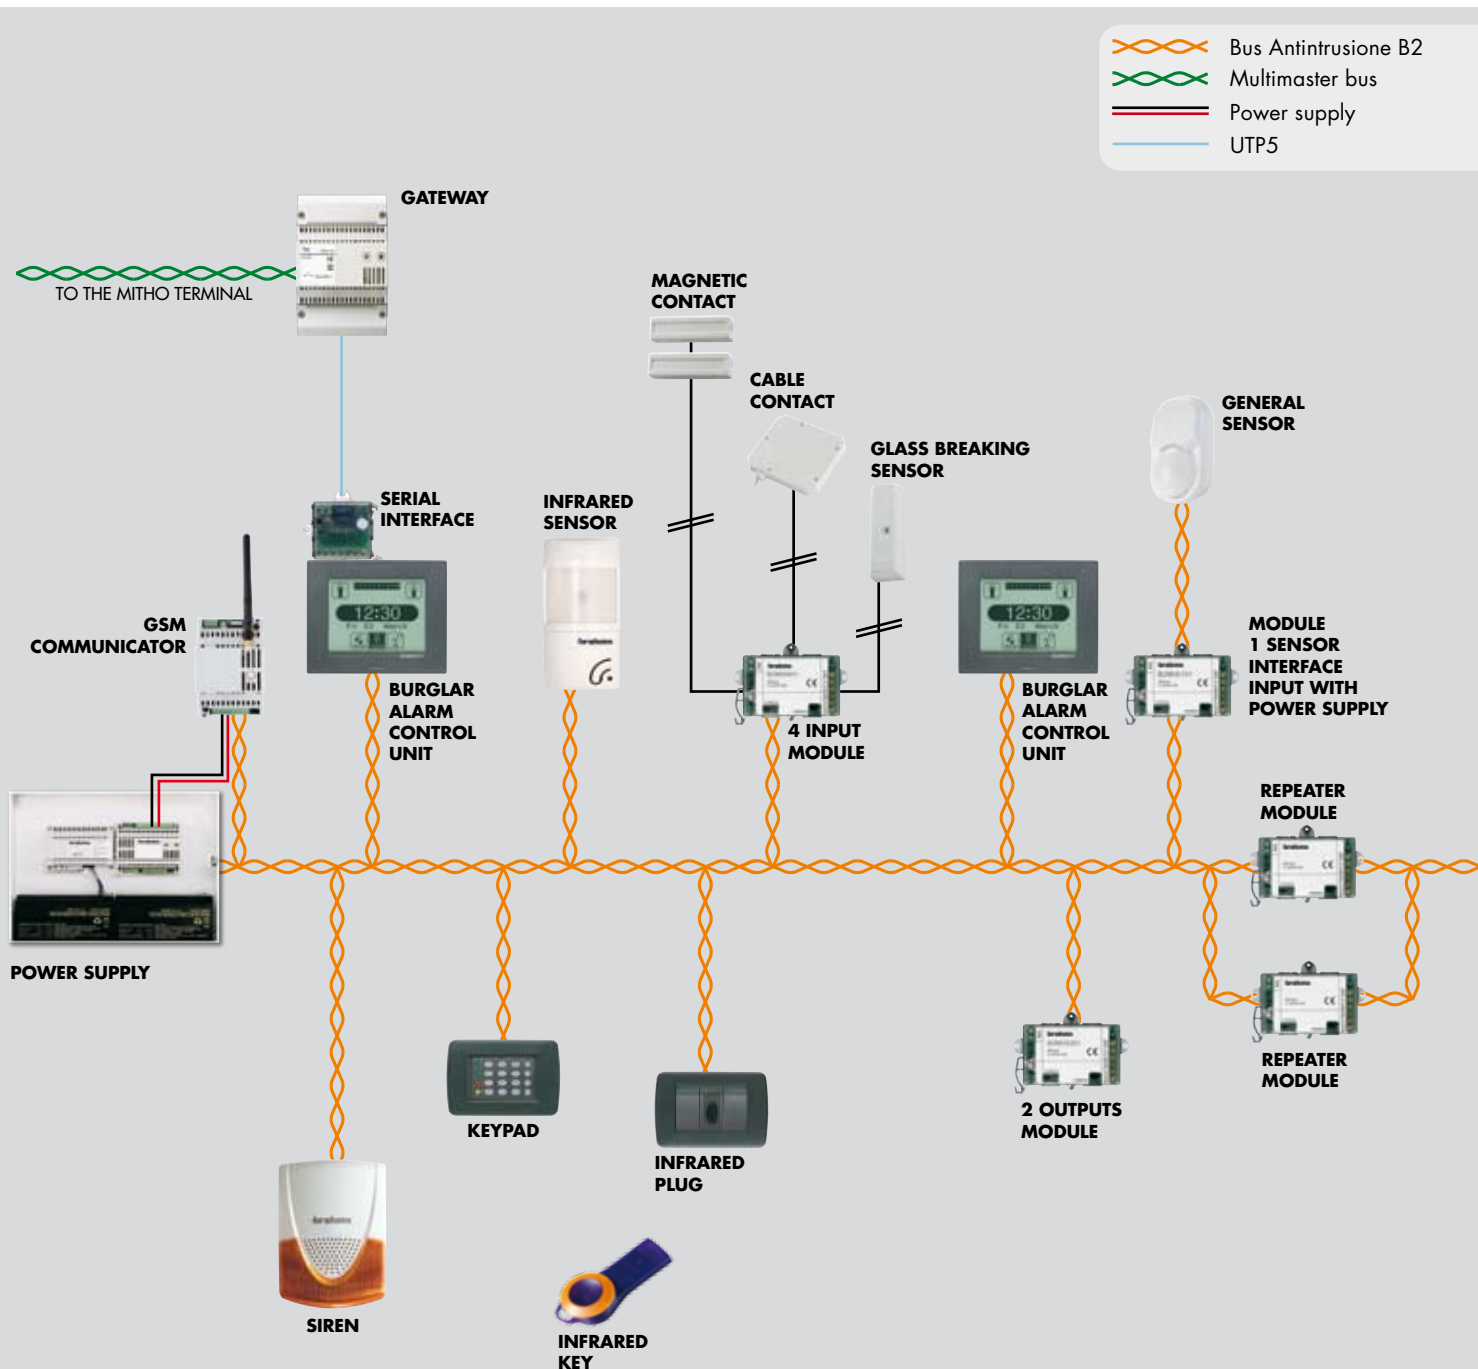 Bus Antintrusione B2
Multimaster bus
Power supply
UTP5
GATEWAY
TO THE MITHO TERMINAL
MAGNETIC
CONTACT
CABLE
CONTACT
GENERAL
SENSOR
GLASS BREAKING
SENSOR
SERIAL
INTERFACE
INFRARED
SENSOR
12:30
12:30
GSM
COMMUNICATOR
MODULE
1 SENSOR
INTERFACE
INPUT WITH
POWER SUPPLY
BURGLAR
ALARM
CONTROL
UNIT
4 INPUT
MODULE
BURGLAR
ALARM
CONTROL
UNIT
REPEATER
MODULE
POWER SUPPLY
REPEATER
MODULE
KEYPAD
2 OUTPUTS
MODULE
INFRARED
PLUG
SIREN
INFRARED
KEY